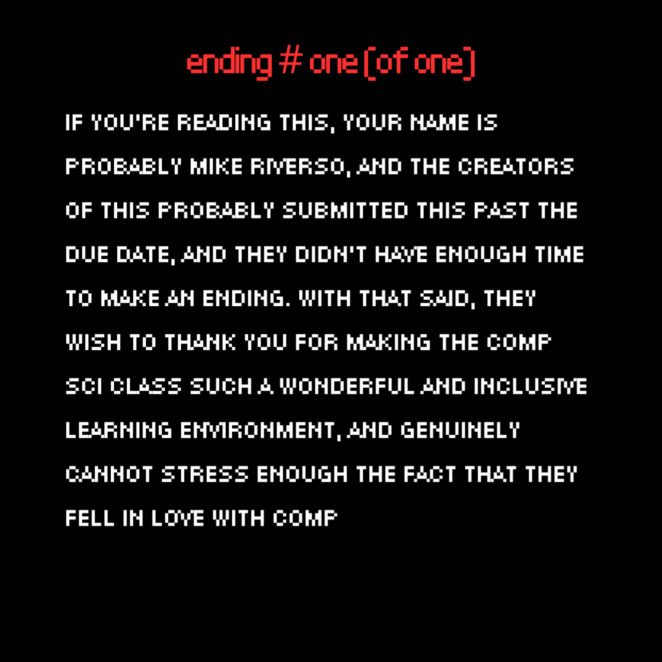 ending # one (of one)
IF YOU'RE READING THIS, YOUR NAME IS
PROBABLY MIKE RIVERSO, AND THE CREATORS
OF THIS PROBABLY SUBMITTED THIS PAST THE
DUE DATE, AND THEY DIDN'T HAVE ENOUGH TIME
TO MAKE AN ENDING. WITH THAT SAID, THEY
WISH TO THANK YOU FOR MAKING THE COMP
SCI CLASS SUCH A WONDERFUL AND INCLUSIVE
LEARNING ENVIRONMENT, AND GENUINELY
CANNOT STRESS ENOUGH THE FACT THAT THEY
FELL IN LOVE WITH COMP